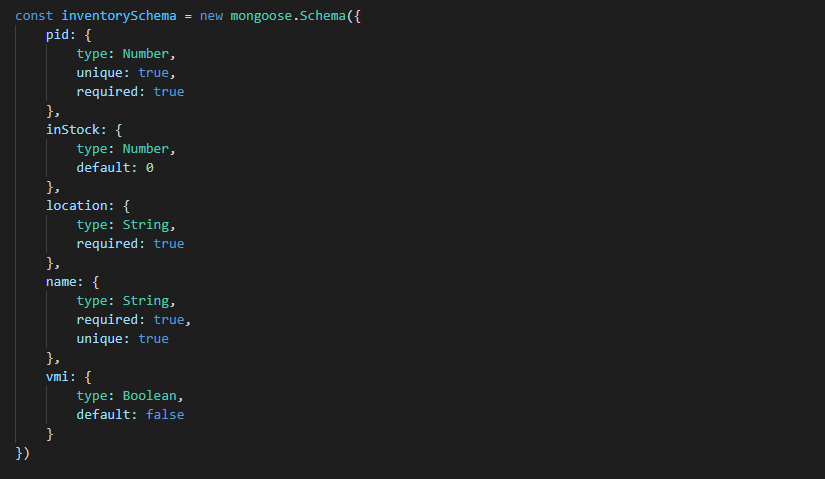 const inventorySchema = new mongoose.Schema({
    pid: {
        type: Number,
        unique: true,
        required: true
    },
    inStock: {
        type: Number,
        default: 0
    },
    location: {
        type: String,
        required: true
    },
    name: {
        type: String,
        required: true,
        unique: true
    },
    vmi: {
        type: Boolean,
        default: false
    }
})